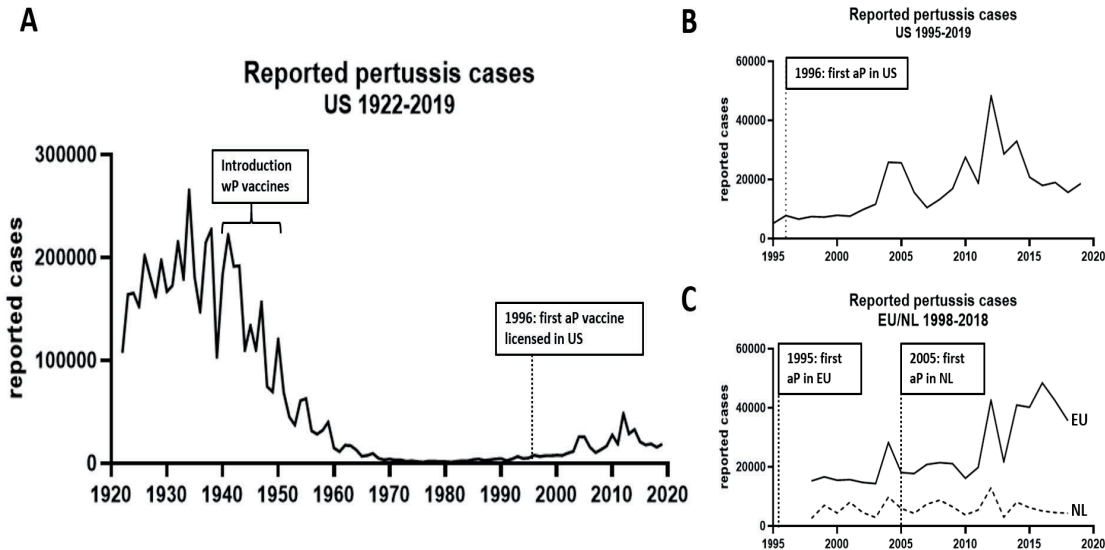 A
Reported pertussis cases
US 1922-2019
Introduction
wP vaccines
1996: first aP vaccine
licensed in US
reported cases
300000
200000
100000
0
1920 1930 1940 1950 1960 1970 1980 1990 2000 2010 2020
B
Reported pertussis cases
US 1995-2019
1996: first aP in US
reported cases
60000
40000
20000
0
1995 2000 2005 2010 2015 2020
C
Reported pertussis cases
EU/NL 1998-2018
1995: first
aP in EU
2005: first
aP in NL
reported cases
60000
40000
20000
0
EU
NL
1995 2000 2005 2010 2015 2020